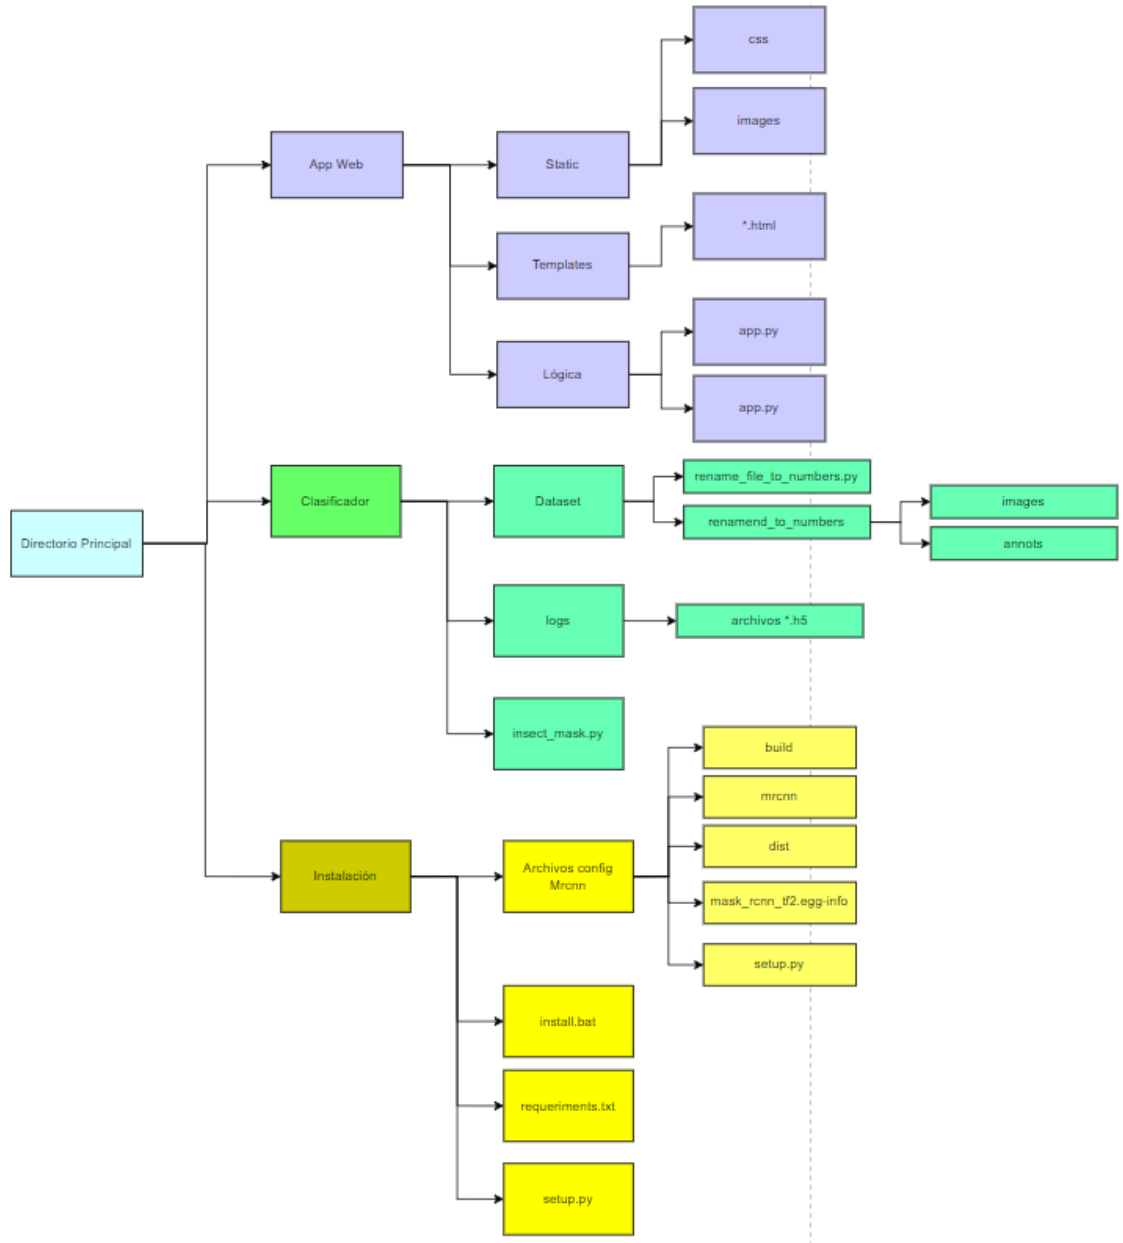 css
images
App Web
Static
*.html
Templates
app.py
Lógica
app.py
Clasificador
Dataset
rename_file_to_numbers.py
renamend_to_numbers
images
annots
Directorio Principal
logs
archivos *.h5
insect_mask.py
build
mrcnn
dist
Instalación
Archivos config
Mrcnn
mask_rcnn_tf2.egg-info
setup.py
install.bat
requeriments.txt
setup.py